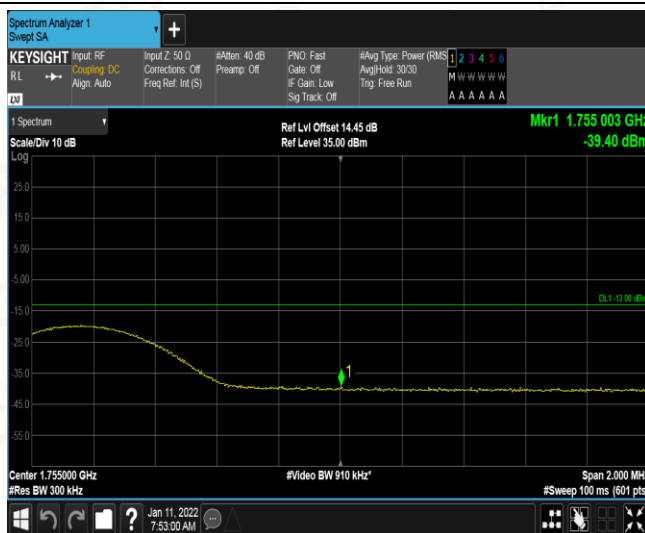 Spectrum Analyzer 1
Swept SA
+
KEYSIGHT
RL
LXI
Input: RF
Coupling: DC
Align: Auto
Input Z: 50 Ω
Corrections: Off
Freq Ref: Int (S)
#Atten: 40 dB
Preamp: Off
PNO: Fast
Gate: Off
IF Gain: Low
Sig Track: Off
#Avg Type: Power (RMS
Avg|Hold: 30/30
Trig: Free Run
1 2 3 4 5 6
M W W W W W
A A A A A A
1 Spectrum
Scale/Div 10 dB
Ref Lvl Offset 14.45 dB
Ref Level 35.00 dBm
Mkr1 1.755 003 GHz
-39.40 dBm
Log
25.0
15.0
5.00
-5.00
DL1 -13.00 dBm
-15.0
-25.0
-35.0
1
-45.0
-55.0
Center 1.755000 GHz
#Res BW 300 kHz
#Video BW 910 kHz*
Span 2.000 MH
#Sweep 100 ms (601 pts
?
Jan 11, 2022
7:53:00 AM